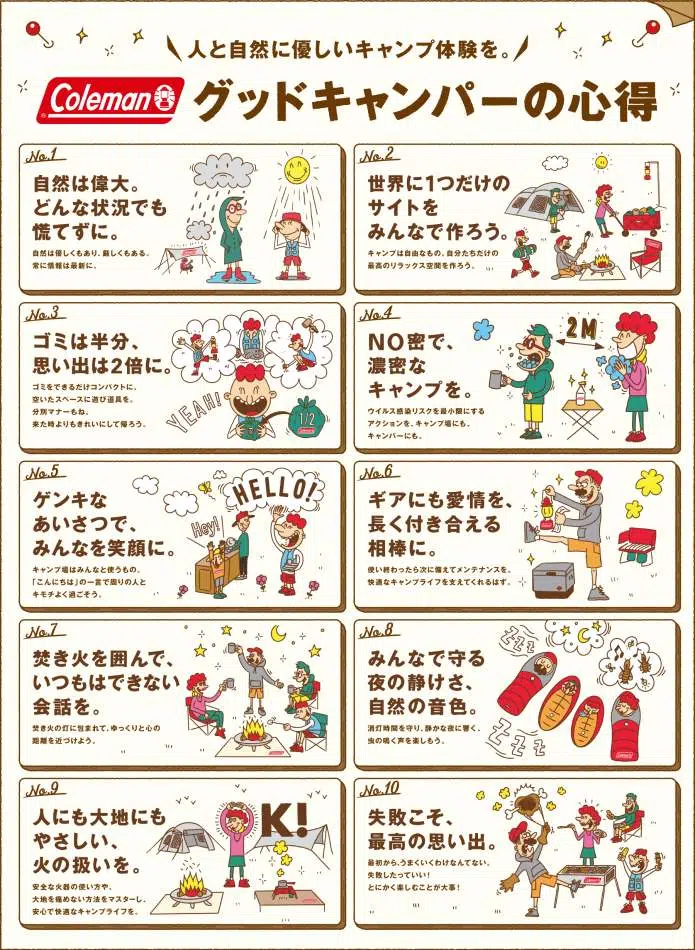 人と自然に優しいキャンプ体験を。
Coleman グッドキャンパーの心得
No.1
自然は偉大。
どんな状況でも
慌てずに。
自然は優しくもあり、厳しくもある。
常に情報は最新に。
No.2
世界に1つだけの
サイトを
みんなで作ろう。
キャンプは自由なもの。自分たちだけの
最高のリラックス空間を作ろう。
No.3
ゴミは半分、
思い出は2倍に。
ゴミをできるだけコンパクトに、
空いたスペースに遊び道具を。
分別マナーもね。
来た時よりもきれいにして帰ろう。
YEAH!
1/2
No.4
NO密で、
濃密な
キャンプを。
ウイルス感染リスクを最小限にする
アクションを、キャンプ場にも、
キャンパーにも。
2M
No.5
ゲンキな
あいさつで、
みんなを笑顔に。
キャンプ場はみんなと使うもの。
「こんにちは」の一言で周りの人と
キモチよく過ごそう。
Hey!
HELLO!
No.6
ギアにも愛情を、
長く付き合える
相棒に。
使い終わったら次に備えてメンテナンスを。
快適なキャンプライフを支えてくれるはず。
No.7
焚き火を囲んで、
いつもはできない
会話を。
焚き火の灯に包まれて、ゆっくりと心の
距離を近づけよう。
No.8
みんなで守る
夜の静けさ、
自然の音色。
消灯時間を守り、静かな夜に響く、
虫の鳴く声を楽しもう。
ZZZ
ZZZZ
No.9
人にも大地にも
やさしい、
火の扱いを。
安全な火器の使い方や、
大地を痛めない方法をマスターし、
安心で快適なキャンプライフを。
K!
No.10
失敗こそ、
最高の思い出。
最初から、うまくいくわけなんてない。
失敗したっていい!
とにかく楽しむことが大事!